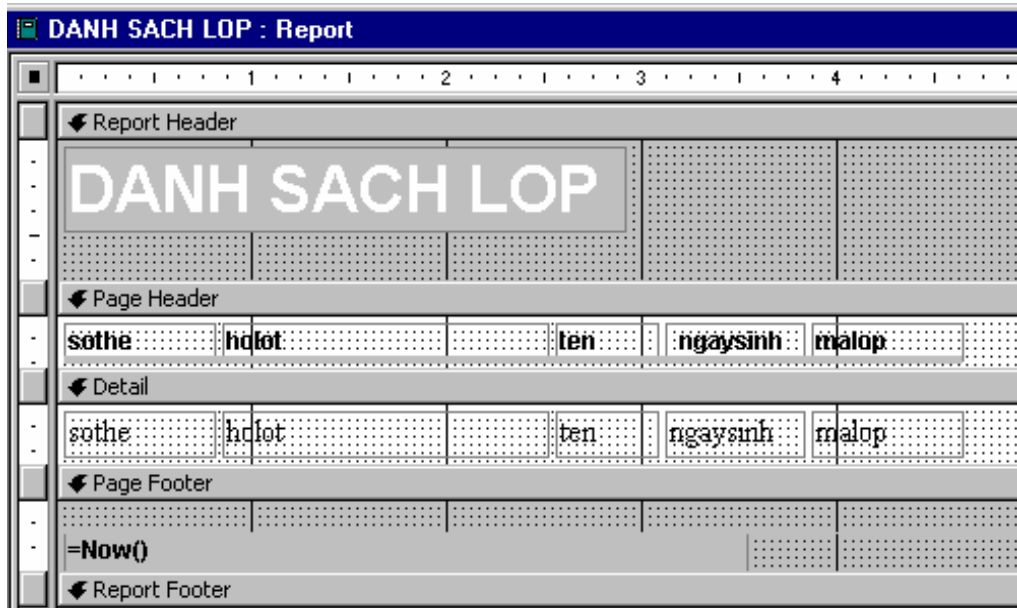 DANH SACH LOP : Report
1 2 3 4
Report Header
DANH SACH LOP
Page Header
sothe holot ten ngaysinh malop
Detail
sothe holot ten ngaysinh malop
Page Footer
=Now()
Report Footer